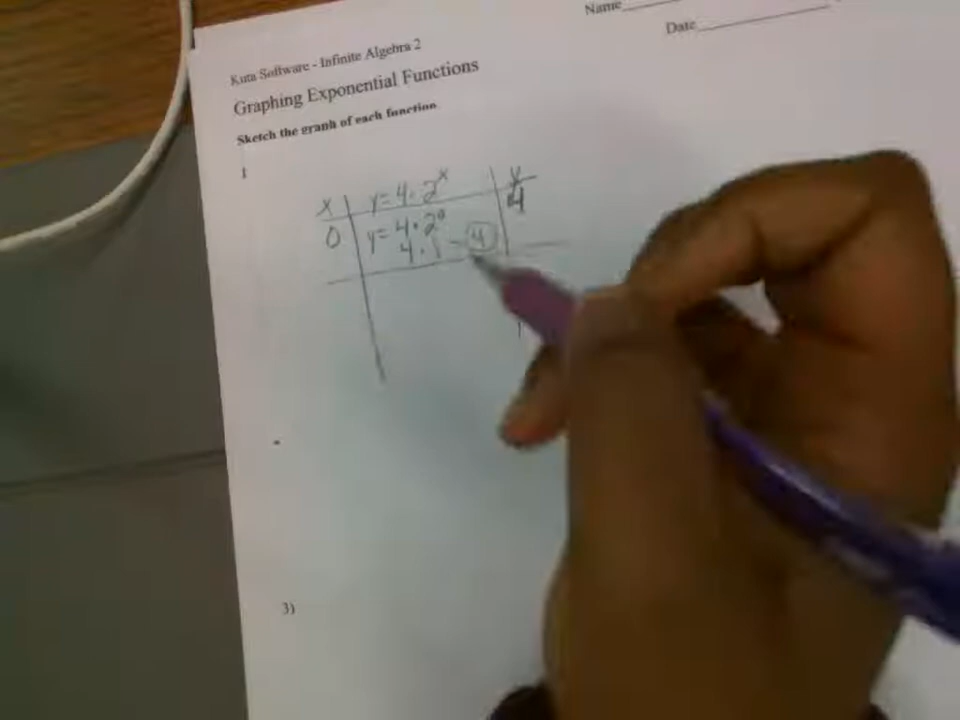 Name
Date
Kuta Software - Infinite Algebra 2
Graphing Exponential Functions
Sketch the graph of each function.
1
x y = 4 · 2^x y
0 y = 4 · 2^0 4
4 · 1 = 4
3)